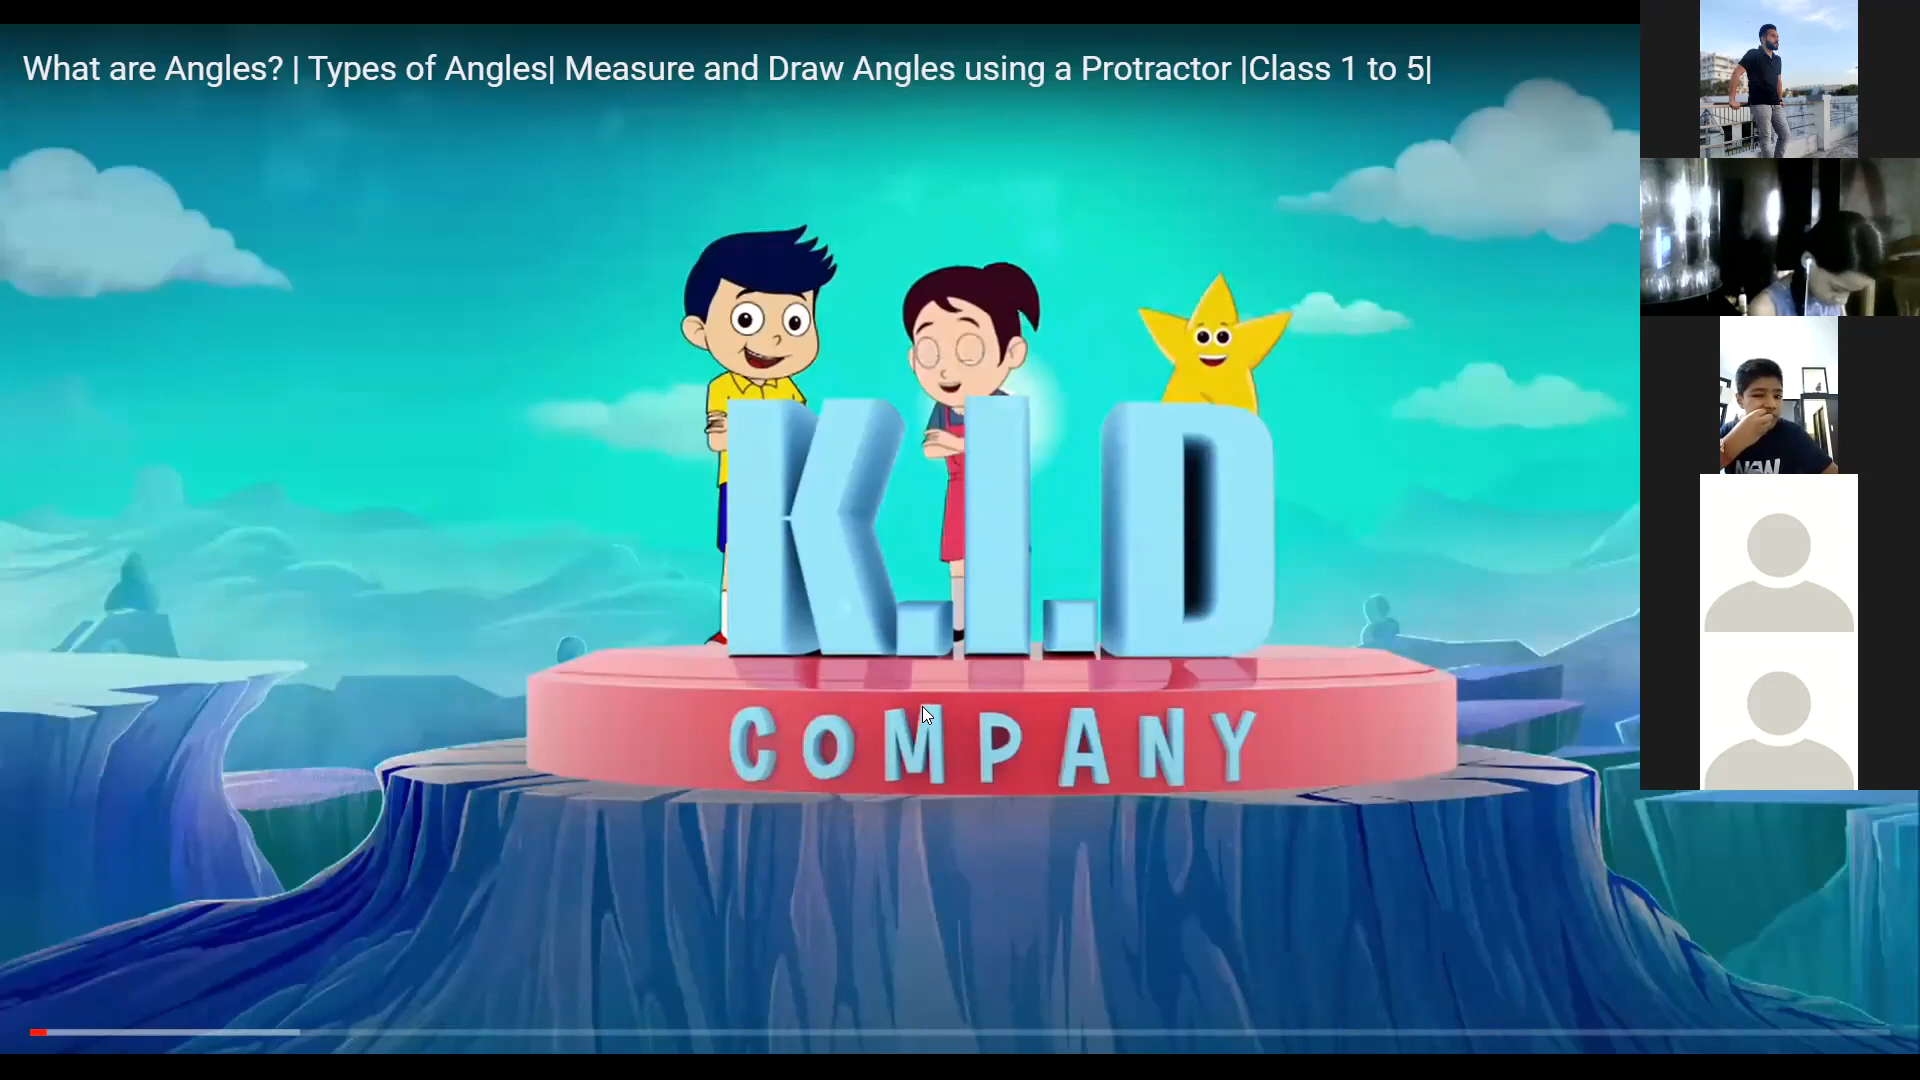 What are Angles? | Types of Angles| Measure and Draw Angles using a Protractor |Class 1 to 5|
K.I.D
COMPANY